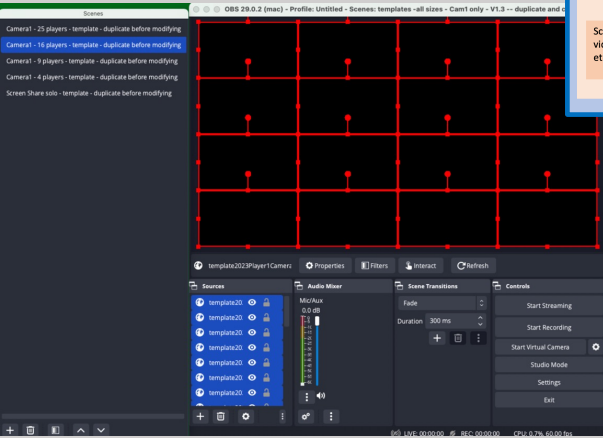 Scenes
Camera1 - 25 players - template - duplicate before modifying
Camera1 - 16 players - template - duplicate before modifying
Camera1 - 9 players - template - duplicate before modifying
Camera1 - 4 players - template - duplicate before modifying
Screen Share solo - template - duplicate before modifying
OBS 29.0.2 (mac) - Profile: Untitled - Scenes: templates -all sizes - Cam1 only - V1.3 -- duplicate and
template2023Player1Camera
Properties
Filters
Interact
Refresh
Sources
template20
template20
template20
template20
template20
template20
template20
Audio Mixer
Mic/Aux
0.0 dB
Scene Transitions
Fade
Duration 300 ms
Controls
Start Streaming
Start Recording
Start Virtual Camera
Studio Mode
Settings
Exit
LIVE: 00:00:00 REC: 00:00:00 CPU: 0.7%, 60.00 fps